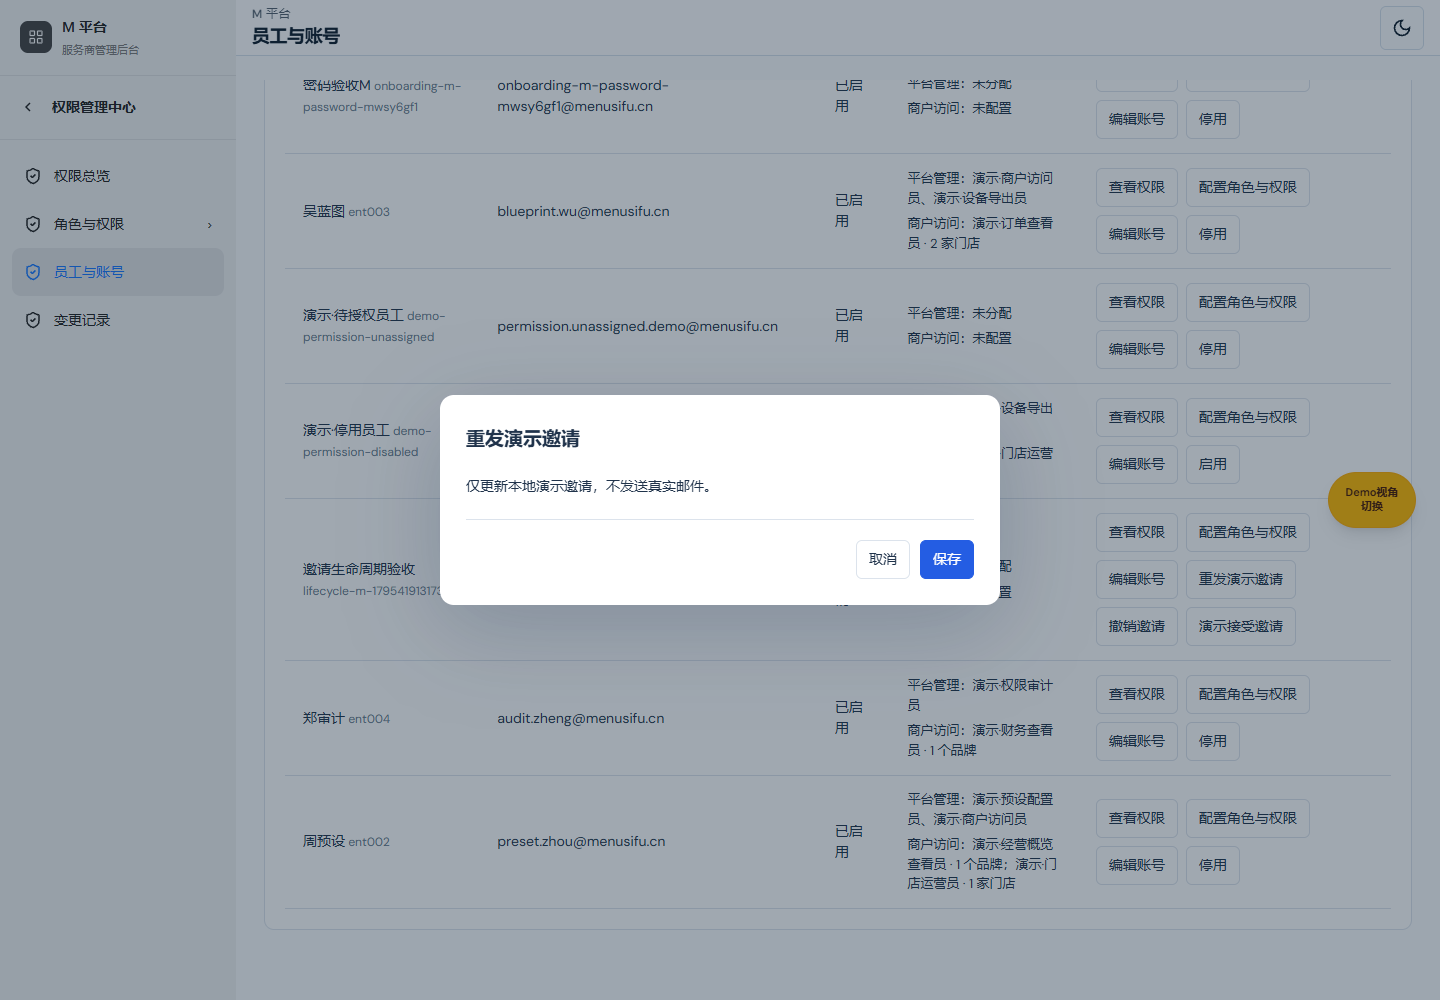 M 平台
服务商管理后台
权限管理中心
权限总览
角色与权限
员工与账号
变更记录
M 平台
员工与账号
密码验收M onboarding-m-
password-mwsy6gf1
onboarding-m-password-
mwsy6gf1@menusifu.cn
已启
用
平台管理：未分配
商户访问：未配置
编辑账号
停用
吴蓝图 ent003
blueprint.wu@menusifu.cn
已启
用
平台管理：演示·商户访问
员、演示·设备导出员
商户访问：演示·订单查看
员 · 2 家门店
查看权限
配置角色与权限
编辑账号
停用
演示·待授权员工 demo-
permission-unassigned
permission.unassigned.demo@menusifu.cn
已启
用
平台管理：未分配
商户访问：未配置
查看权限
配置角色与权限
编辑账号
停用
演示·停用员工 demo-
permission-disabled
设备导出
门店运营
查看权限
配置角色与权限
编辑账号
启用
邀请生命周期验收
lifecycle-m-179541913173
配
置
查看权限
配置角色与权限
编辑账号
重发演示邀请
撤销邀请
演示接受邀请
郑审计 ent004
audit.zheng@menusifu.cn
已启
用
平台管理：演示·权限审计
员
商户访问：演示·财务查看
员 · 1 个品牌
查看权限
配置角色与权限
编辑账号
停用
周预设 ent002
preset.zhou@menusifu.cn
已启
用
平台管理：演示·预设配置
员、演示·商户访问员
商户访问：演示·经营概览
查看员 · 1 个品牌；演示·门
店运营员 · 1 家门店
查看权限
配置角色与权限
编辑账号
停用
重发演示邀请
仅更新本地演示邀请，不发送真实邮件。
取消
保存
Demo视角
切换